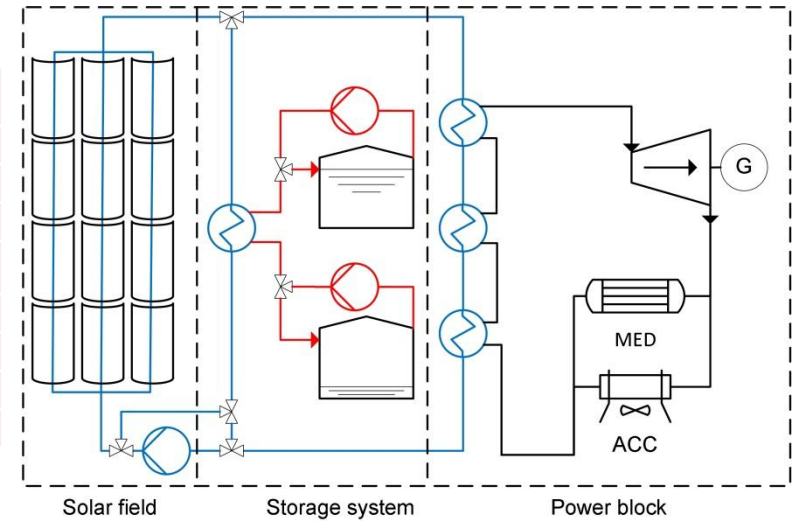 G
MED
ACC
Solar field
Storage system
Power block